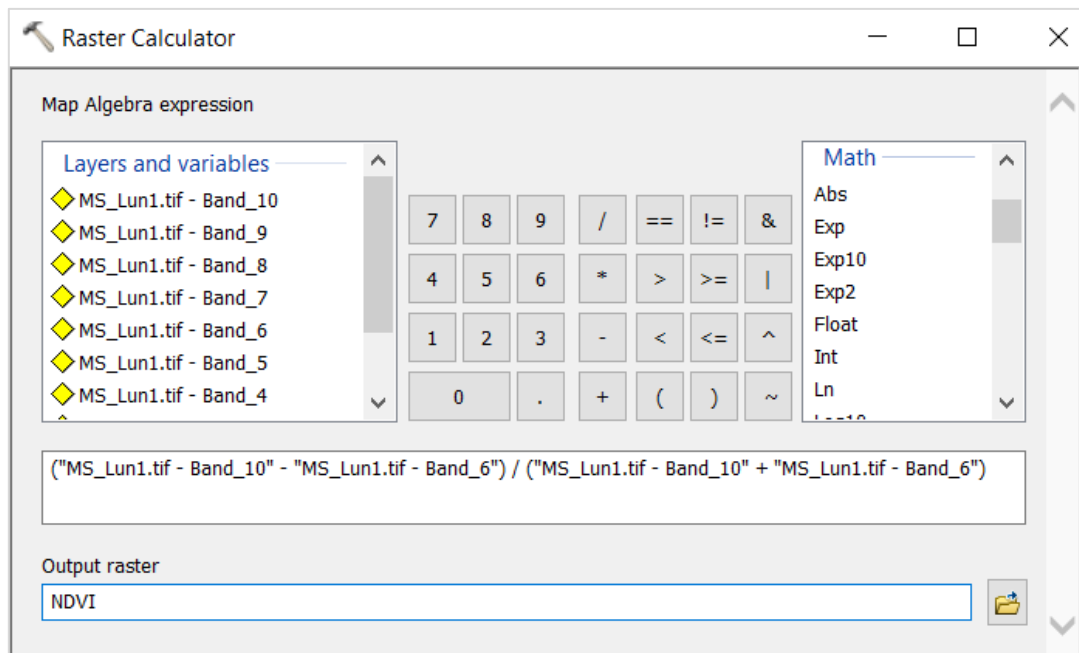 Raster Calculator
Map Algebra expression
Layers and variables
MS_Lun1.tif - Band_10
MS_Lun1.tif - Band_9
MS_Lun1.tif - Band_8
MS_Lun1.tif - Band_7
MS_Lun1.tif - Band_6
MS_Lun1.tif - Band_5
MS_Lun1.tif - Band_4
7 8 9 / == != &
4 5 6 * > >= |
1 2 3 - < <= ^
0 . + ( ) ~
Math
Abs
Exp
Exp10
Exp2
Float
Int
Ln
("MS_Lun1.tif - Band_10" - "MS_Lun1.tif - Band_6") / ("MS_Lun1.tif - Band_10" + "MS_Lun1.tif - Band_6")
Output raster
NDVI